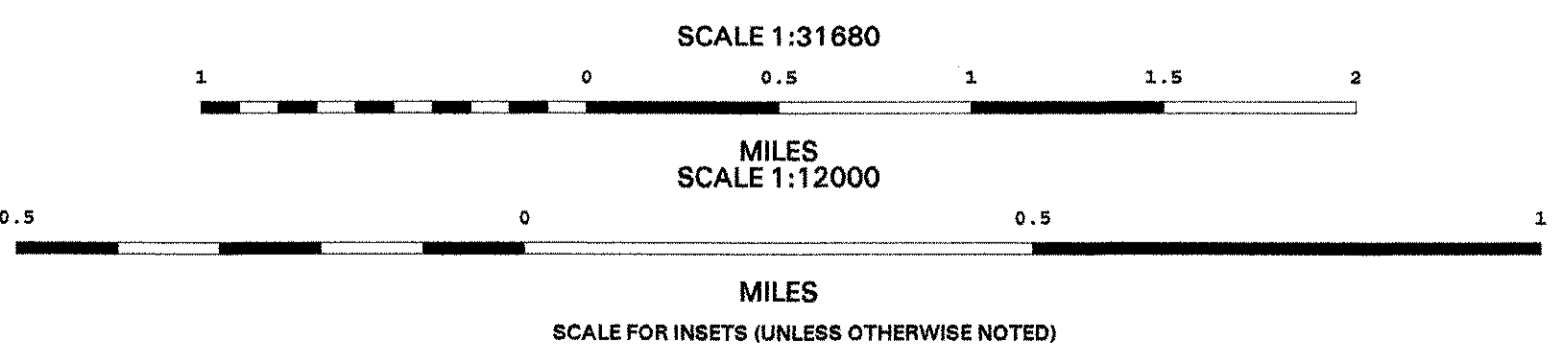 SCALE 1:31680
1 0 0.5 1 1.5 2
MILES
SCALE 1:12000
0.5 0 0.5 1
MILES
SCALE FOR INSETS (UNLESS OTHERWISE NOTED)